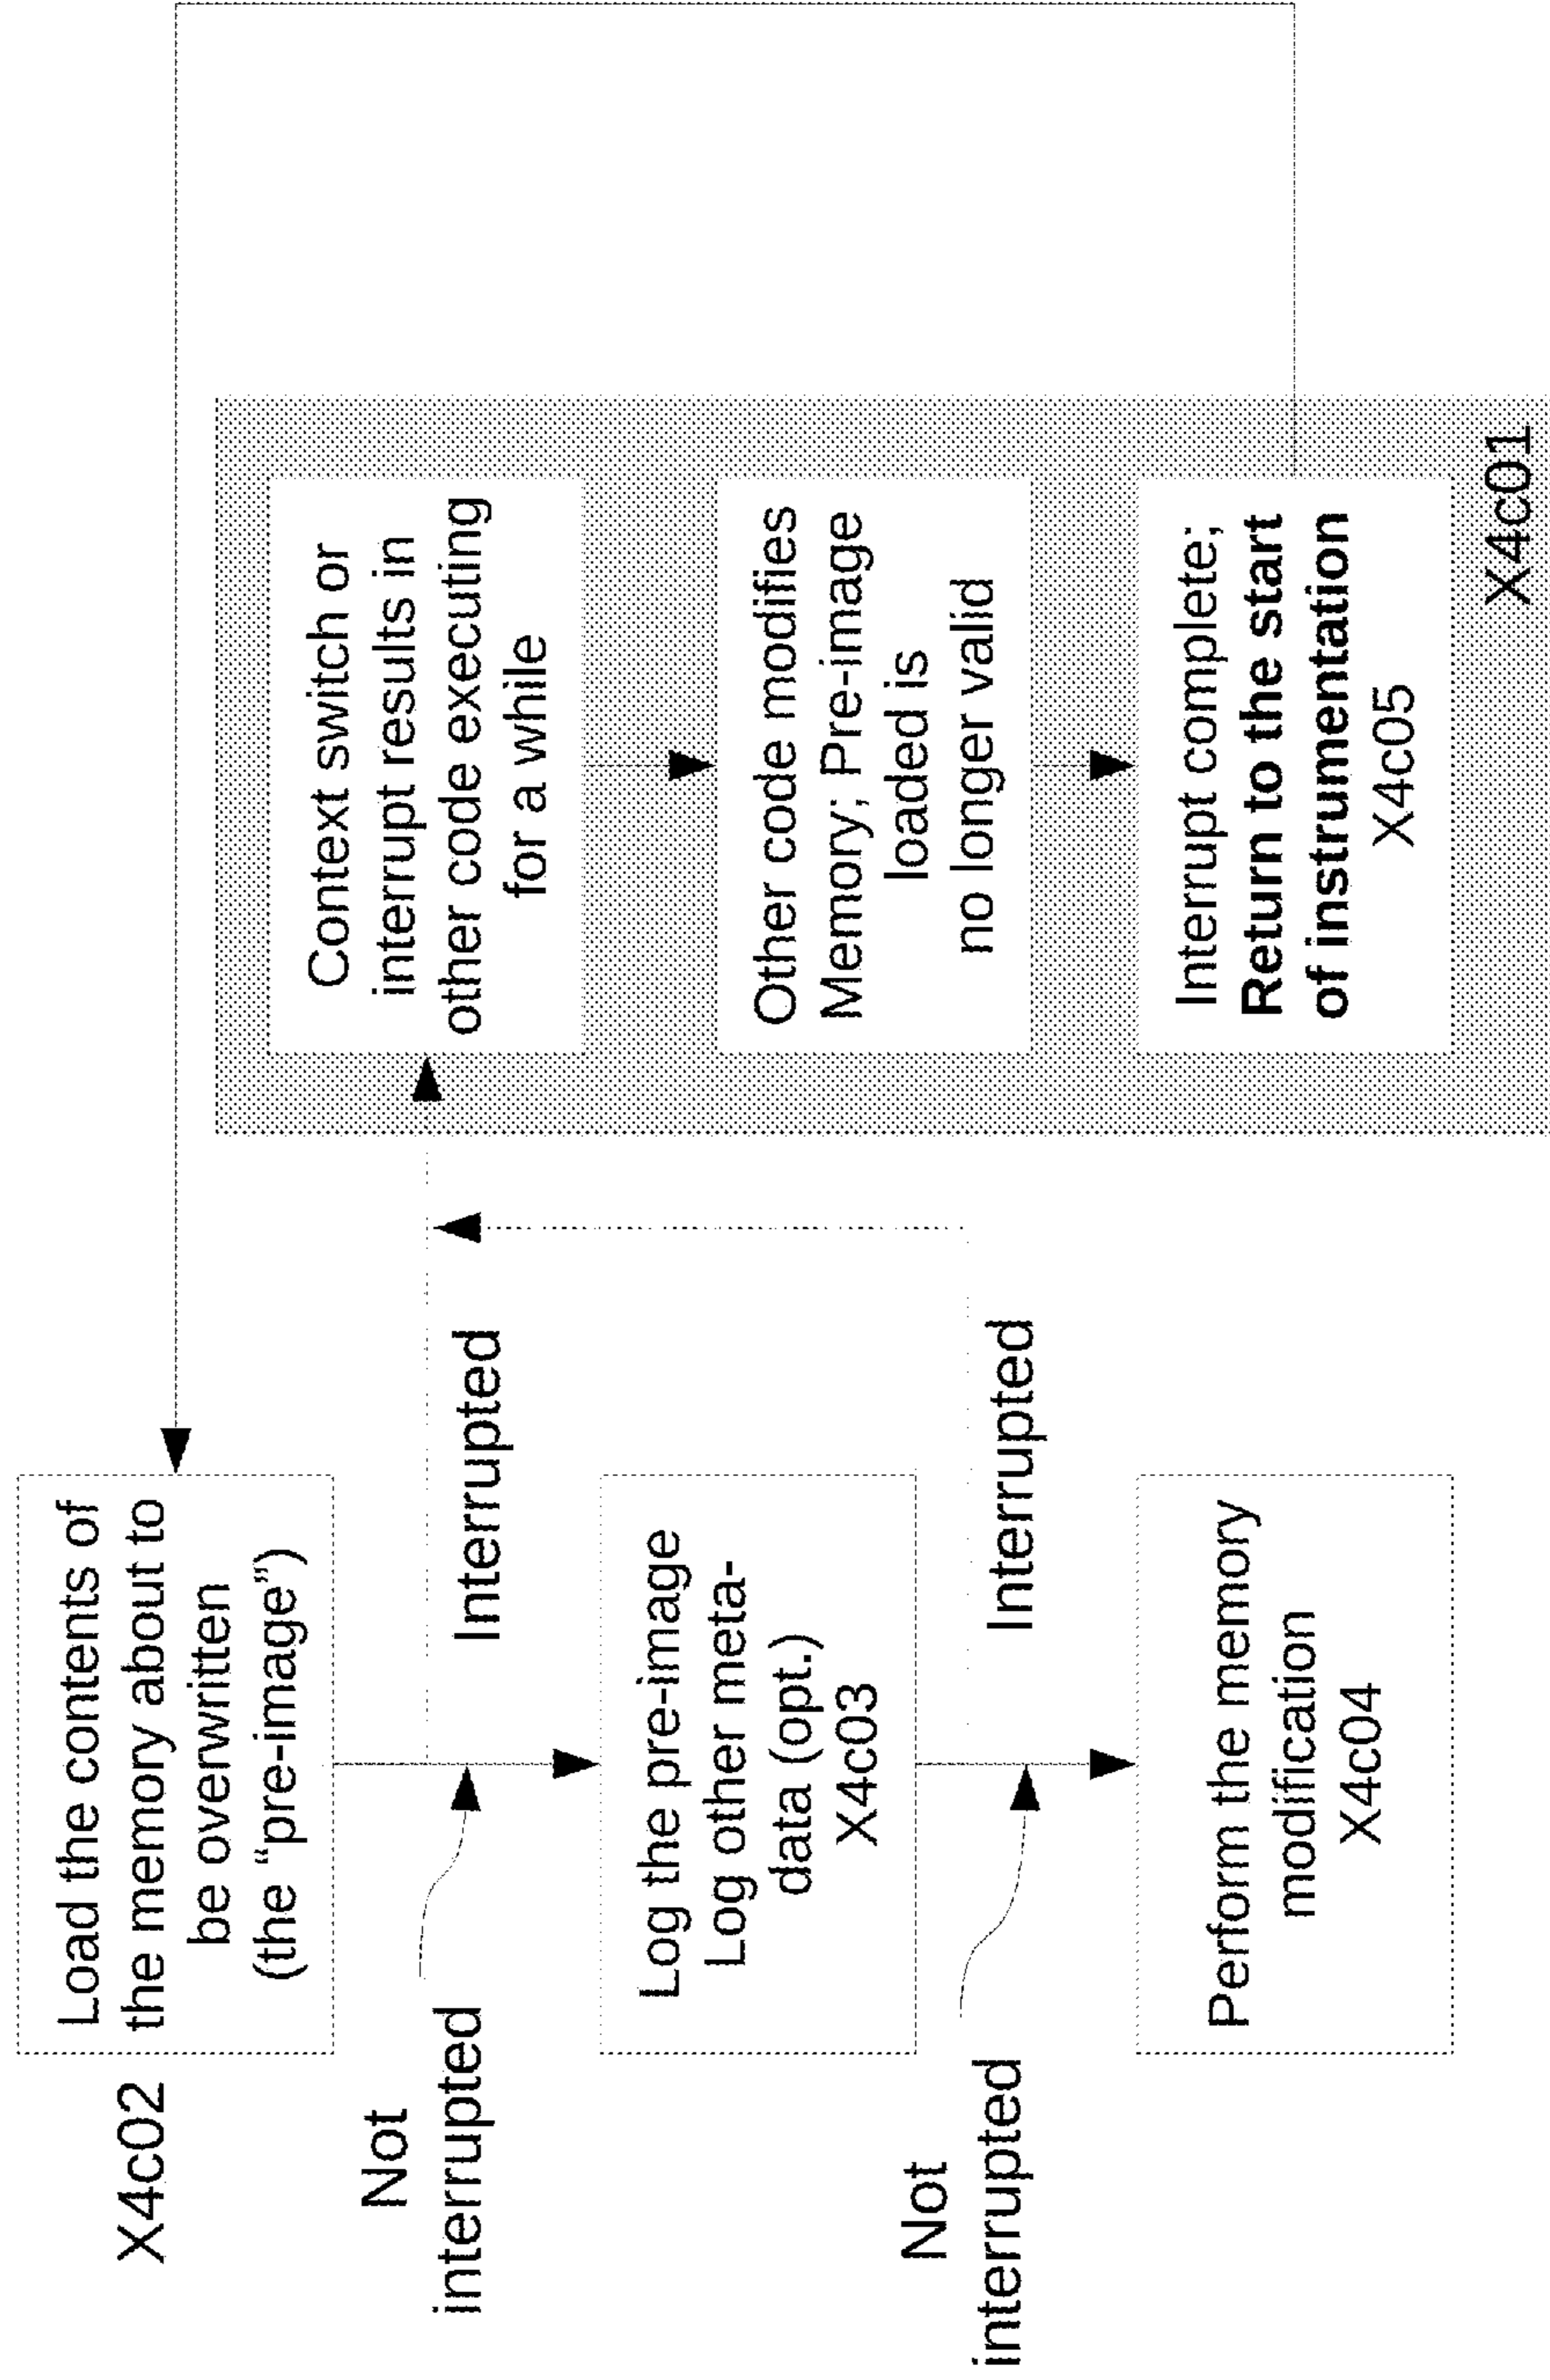 X4c02
Load the contents of
the memory about to
be overwritten
(the “pre-image”)
Not
interrupted
Interrupted
Log the pre-image
Log other meta-
data (opt.)
X4c03
Not
interrupted
Interrupted
Perform the memory
modification
X4c04
Context switch or
interrupt results in
other code executing
for a while
Other code modifies
Memory; Pre-image
loaded is
no longer valid
Interrupt complete;
Return to the start
of instrumentation
X4c05
X4c01